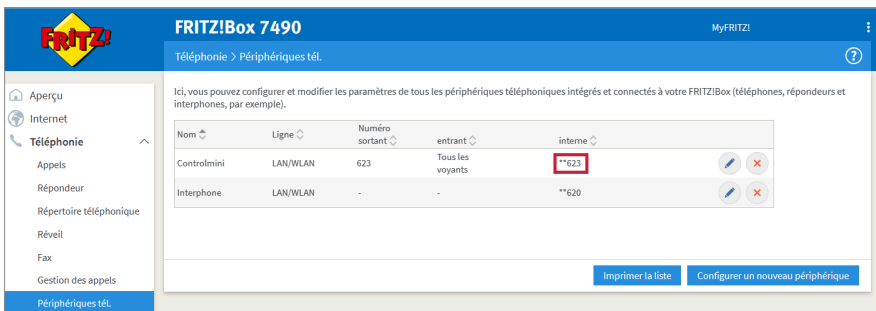 FRITZ!
FRITZ!Box 7490
MyFRITZ!
Téléphonie > Périphériques tél.
?
Aperçu
Internet
Téléphonie
Appels
Répondeur
Répertoire téléphonique
Réveil
Fax
Gestion des appels
Périphériques tél.
Ici, vous pouvez configurer et modifier les paramètres de tous les périphériques téléphoniques intégrés et connectés à votre FRITZ!Box (téléphones, répondeurs et
interphones, par exemple).
Nom Ligne Numéro sortant entrant interne
Controlmini LAN/WLAN 623 Tous les voyants **623
Interphone LAN/WLAN - - **620
Imprimer la liste Configurer un nouveau périphérique